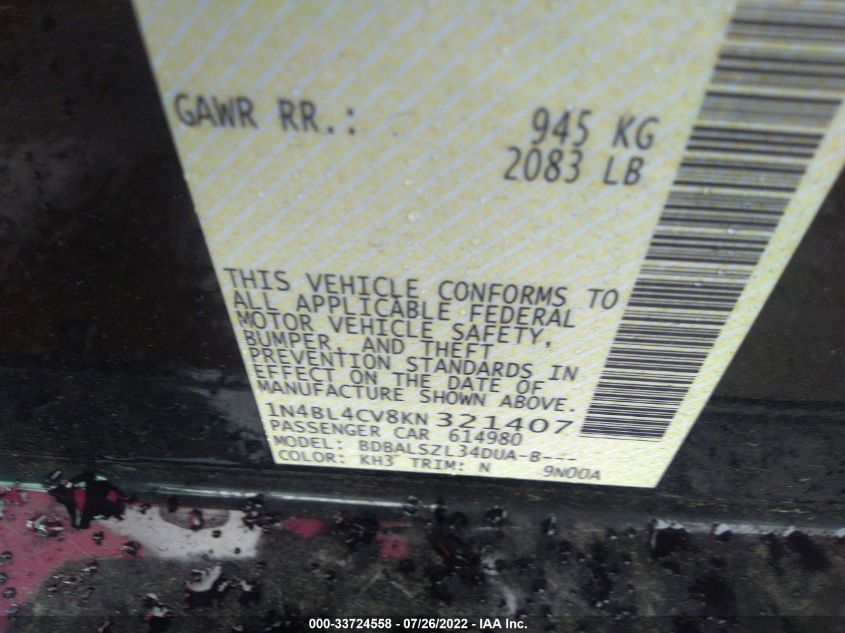 GAWR RR.: 945 KG
2083 LB
THIS VEHICLE CONFORMS TO
ALL APPLICABLE FEDERAL
MOTOR VEHICLE SAFETY,
BUMPER, AND THEFT
PREVENTION STANDARDS IN
EFFECT ON THE DATE OF
MANUFACTURE SHOWN ABOVE.
1N4BL4CV8KN321407
PASSENGER CAR 614980
MODEL: BDBALSZL34DUA-B---
COLOR: KH3 TRIM: N 9N00A
000-33724558 - 07/26/2022 - IAA Inc.